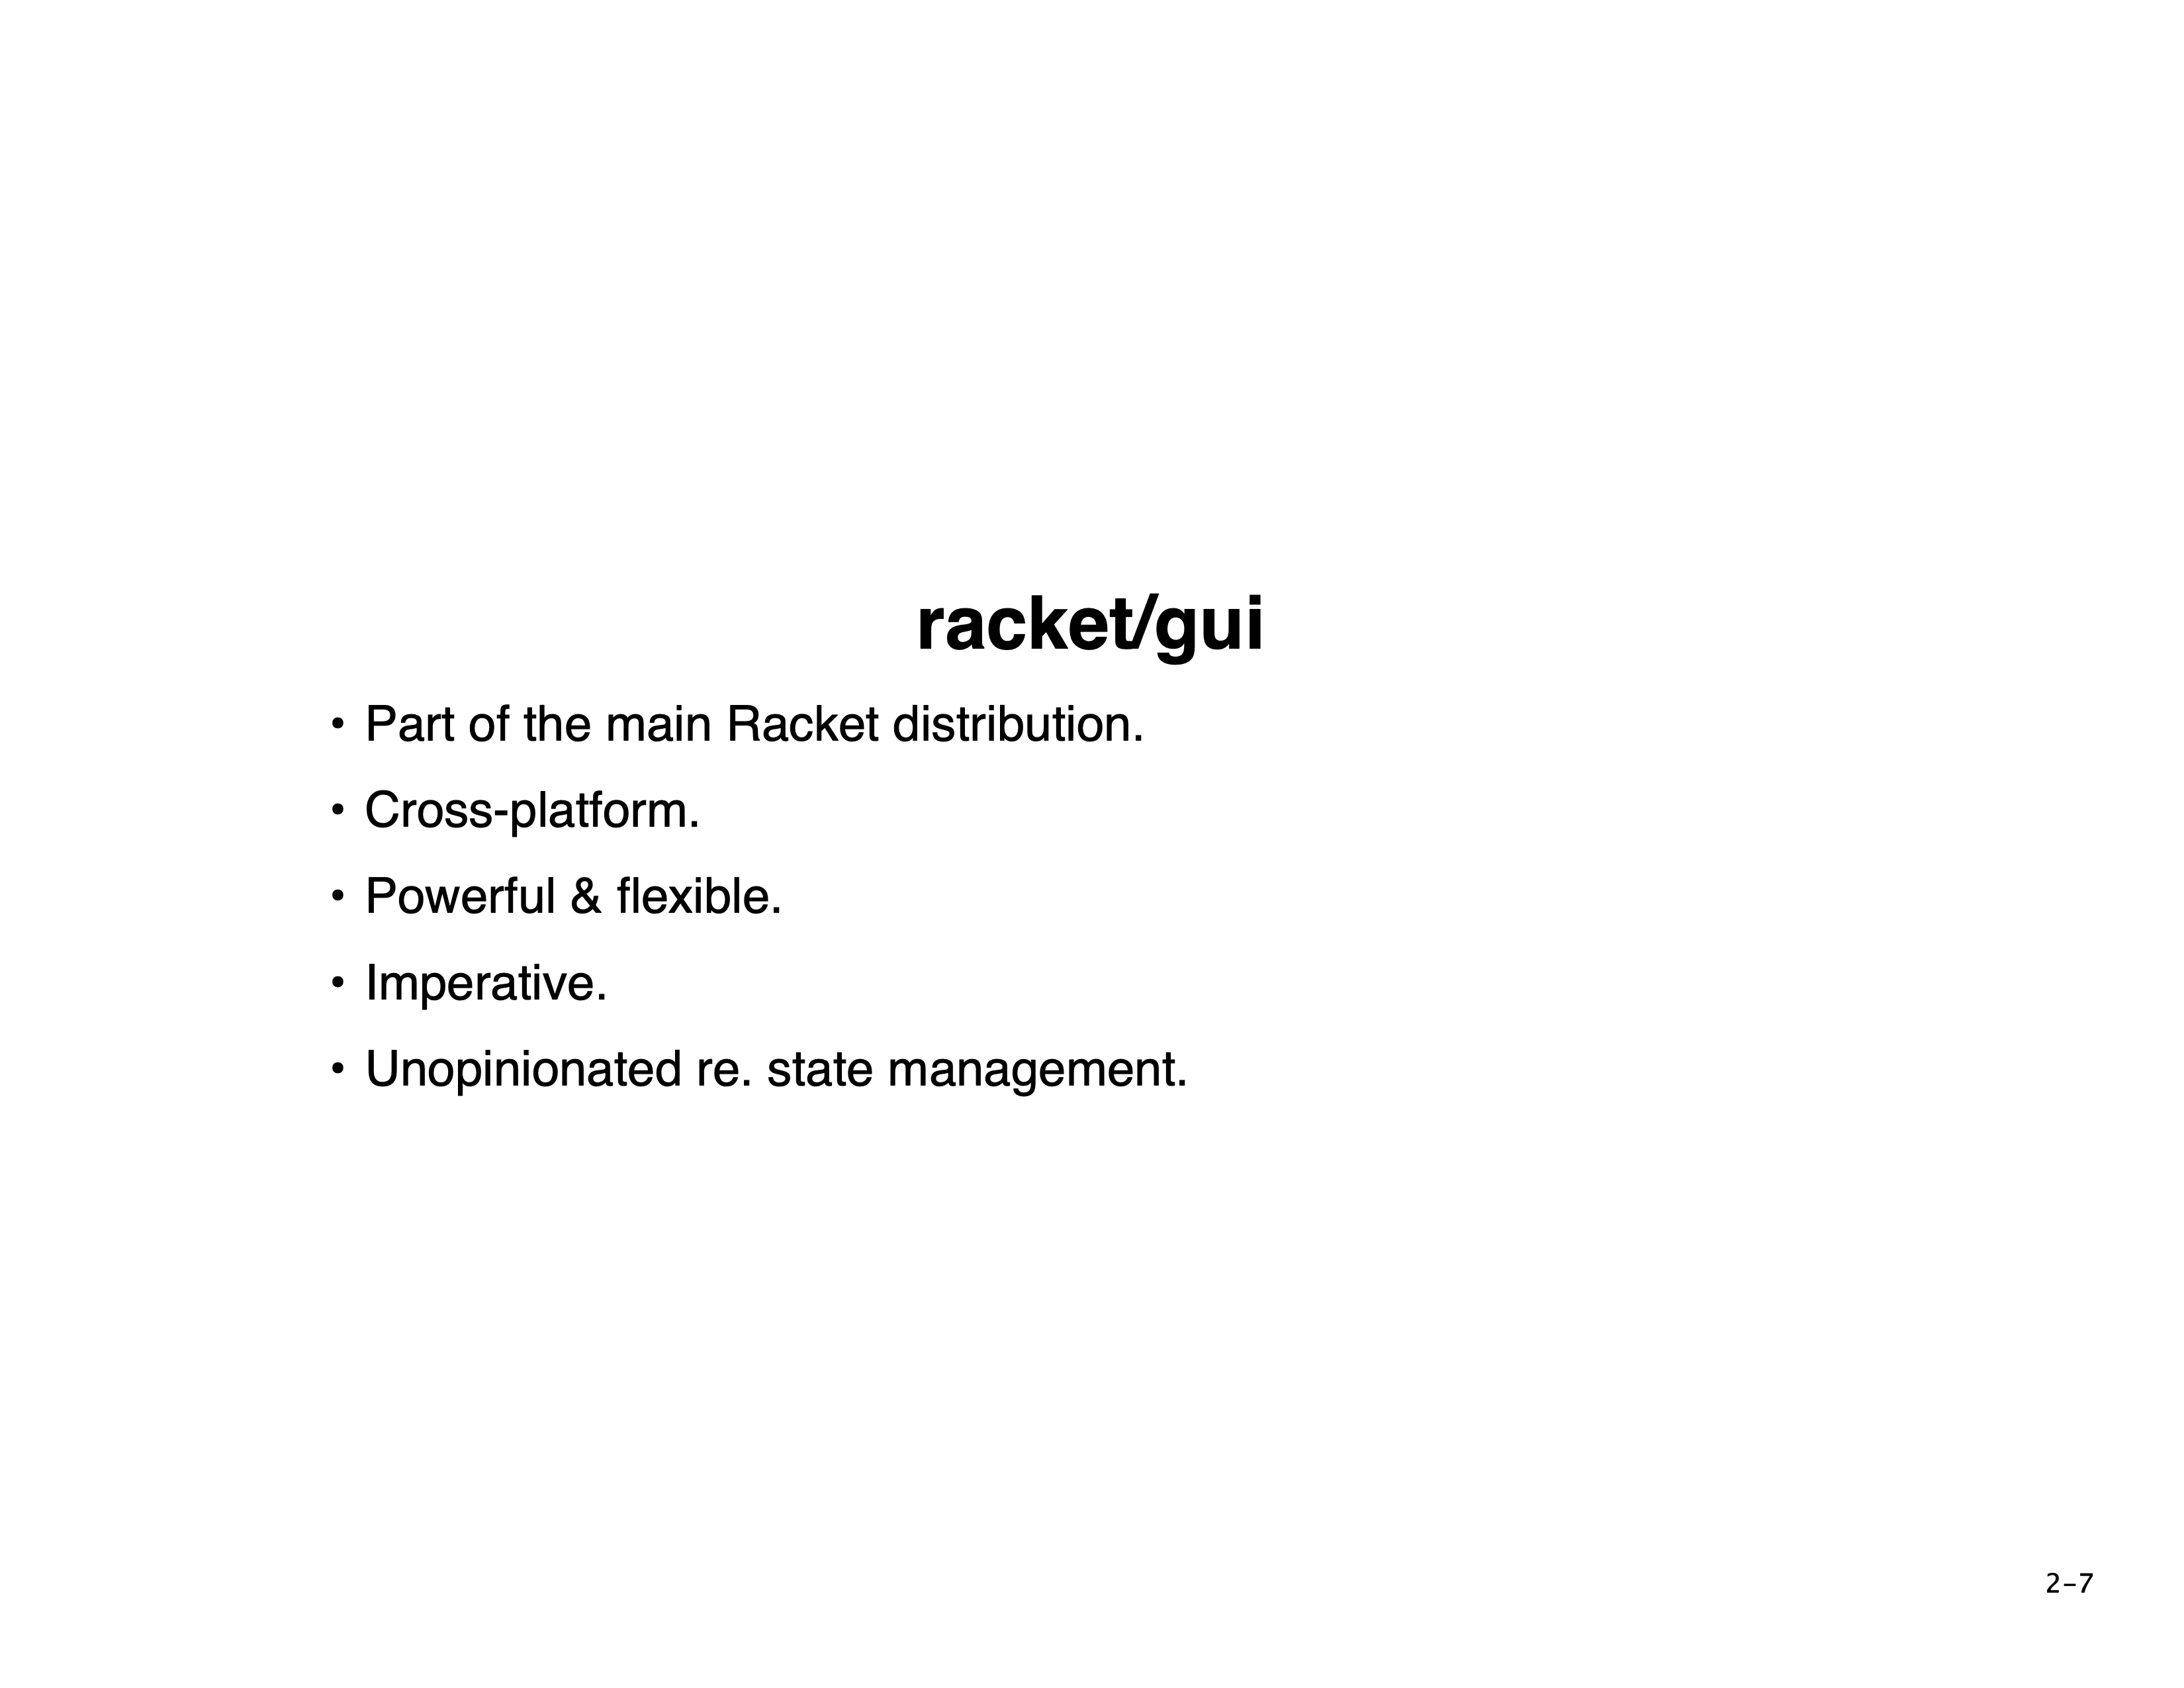 racket/gui
• Part of the main Racket distribution.
• Cross-platform.
• Powerful & flexible.
• Imperative.
• Unopinionated re. state management.
2-7